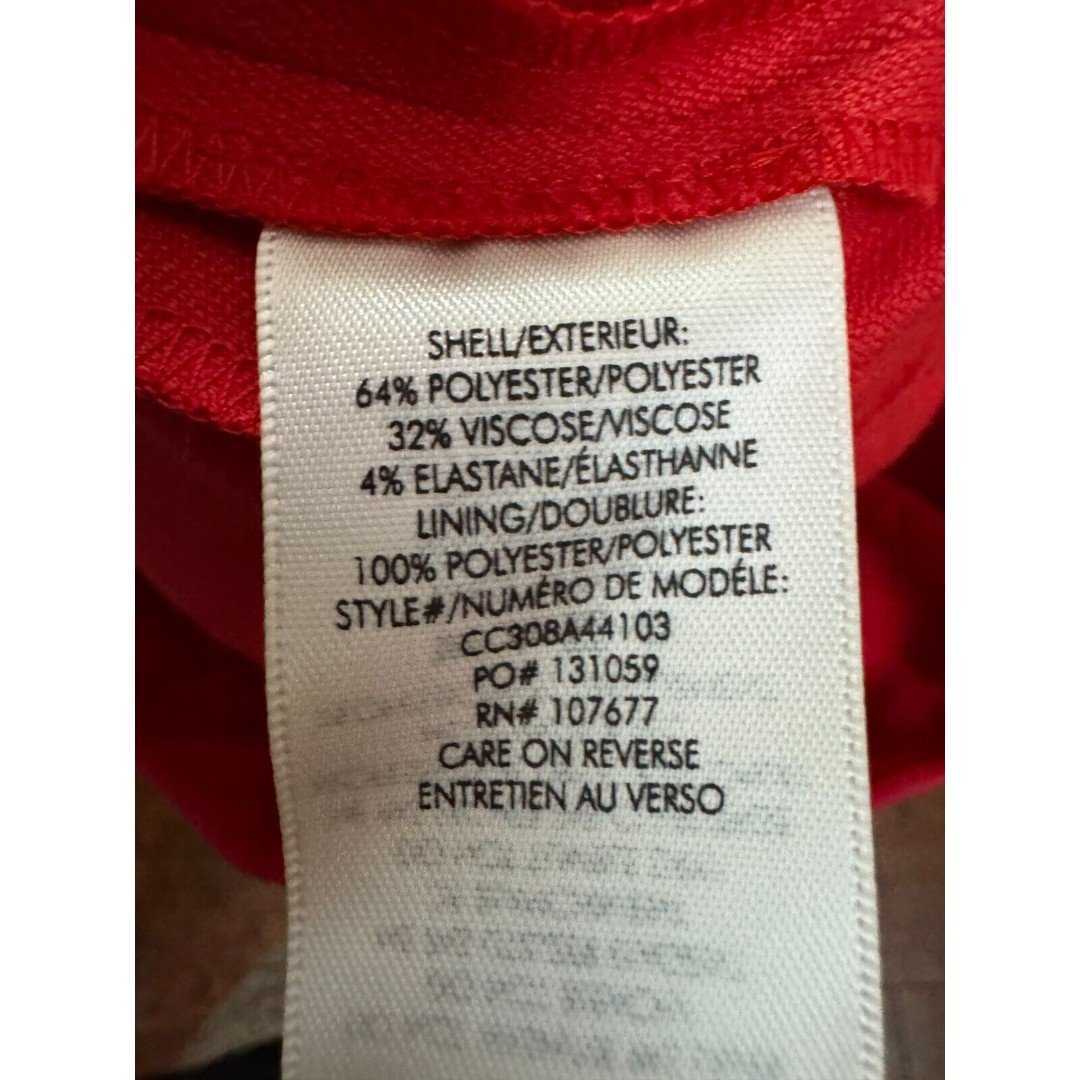 SHELL/EXTERIEUR:
64% POLYESTER/POLYESTER
32% VISCOSE/VISCOSE
4% ELASTANE/ÉLASTHANNE
LINING/DOUBLURE:
100% POLYESTER/POLYESTER
STYLE#/NUMÉRO DE MODÉLE:
CC308A44103
PO# 131059
RN# 107677
CARE ON REVERSE
ENTRETIEN AU VERSO